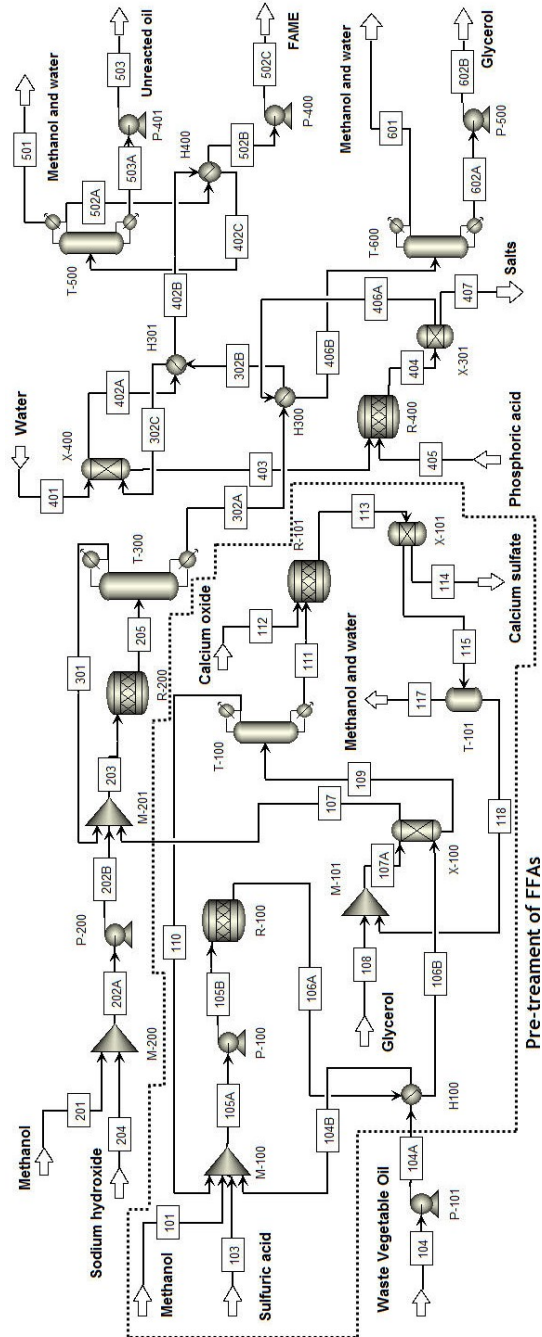 501
Methanol and water
503
Unreacted oil
P-401
503A
502A
T-500
H400
502B
502C
FAME
P-400
402C
402B
Methanol and water
601
602B
Glycerol
P-500
602A
T-600
406A
406B
407
Salts
X-301
404
R-400
405
Phosphoric acid
Water
401
X-400
402A
302C
H301
302B
H300
403
302A
T-300
301
205
R-200
203
M-201
202B
P-200
202A
M-200
201
Methanol
204
Sodium hydroxide
R-101
113
X-101
114
Calcium sulfate
112
Calcium oxide
111
115
T-101
117
Methanol and water
118
T-100
109
107
110
M-101
107A
X-100
108
Glycerol
106B
R-100
105B
P-100
105A
106A
M-100
104B
H100
101
Methanol
103
Sulfuric acid
104A
P-101
104
Waste Vegetable Oil
Pre-treament of FFAs